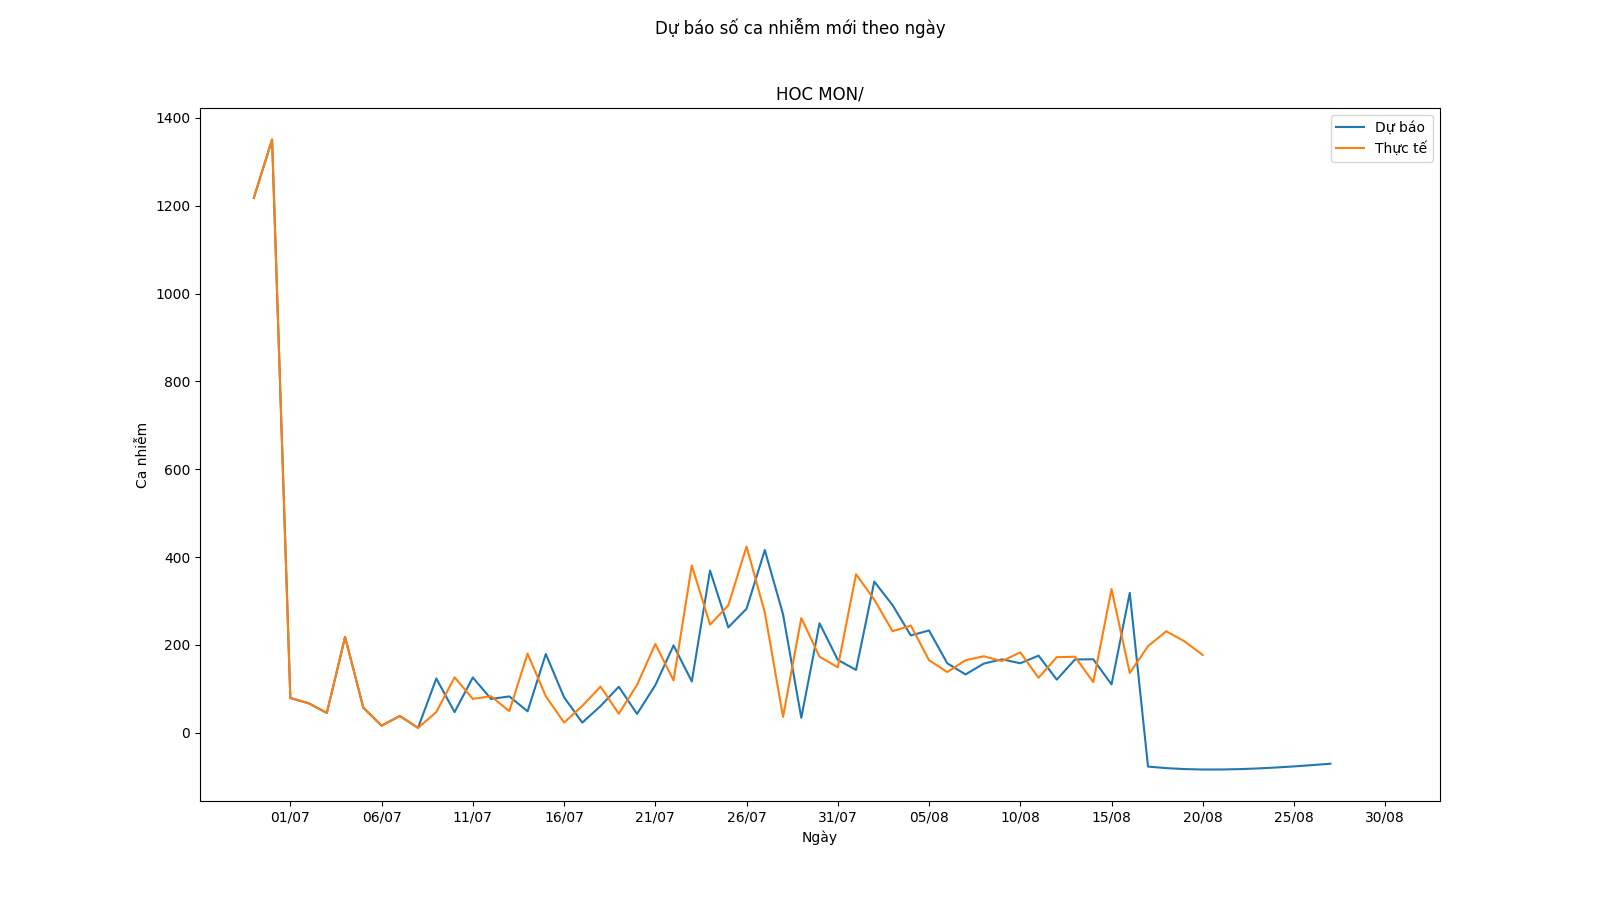 Dự báo số ca nhiễm mới theo ngày
HOC MON/
Dự báo
Thực tế
1400
1200
1000
800
600
400
200
0
Ca nhiễm
01/07 06/07 11/07 16/07 21/07 26/07 31/07 05/08 10/08 15/08 20/08 25/08 30/08
Ngày